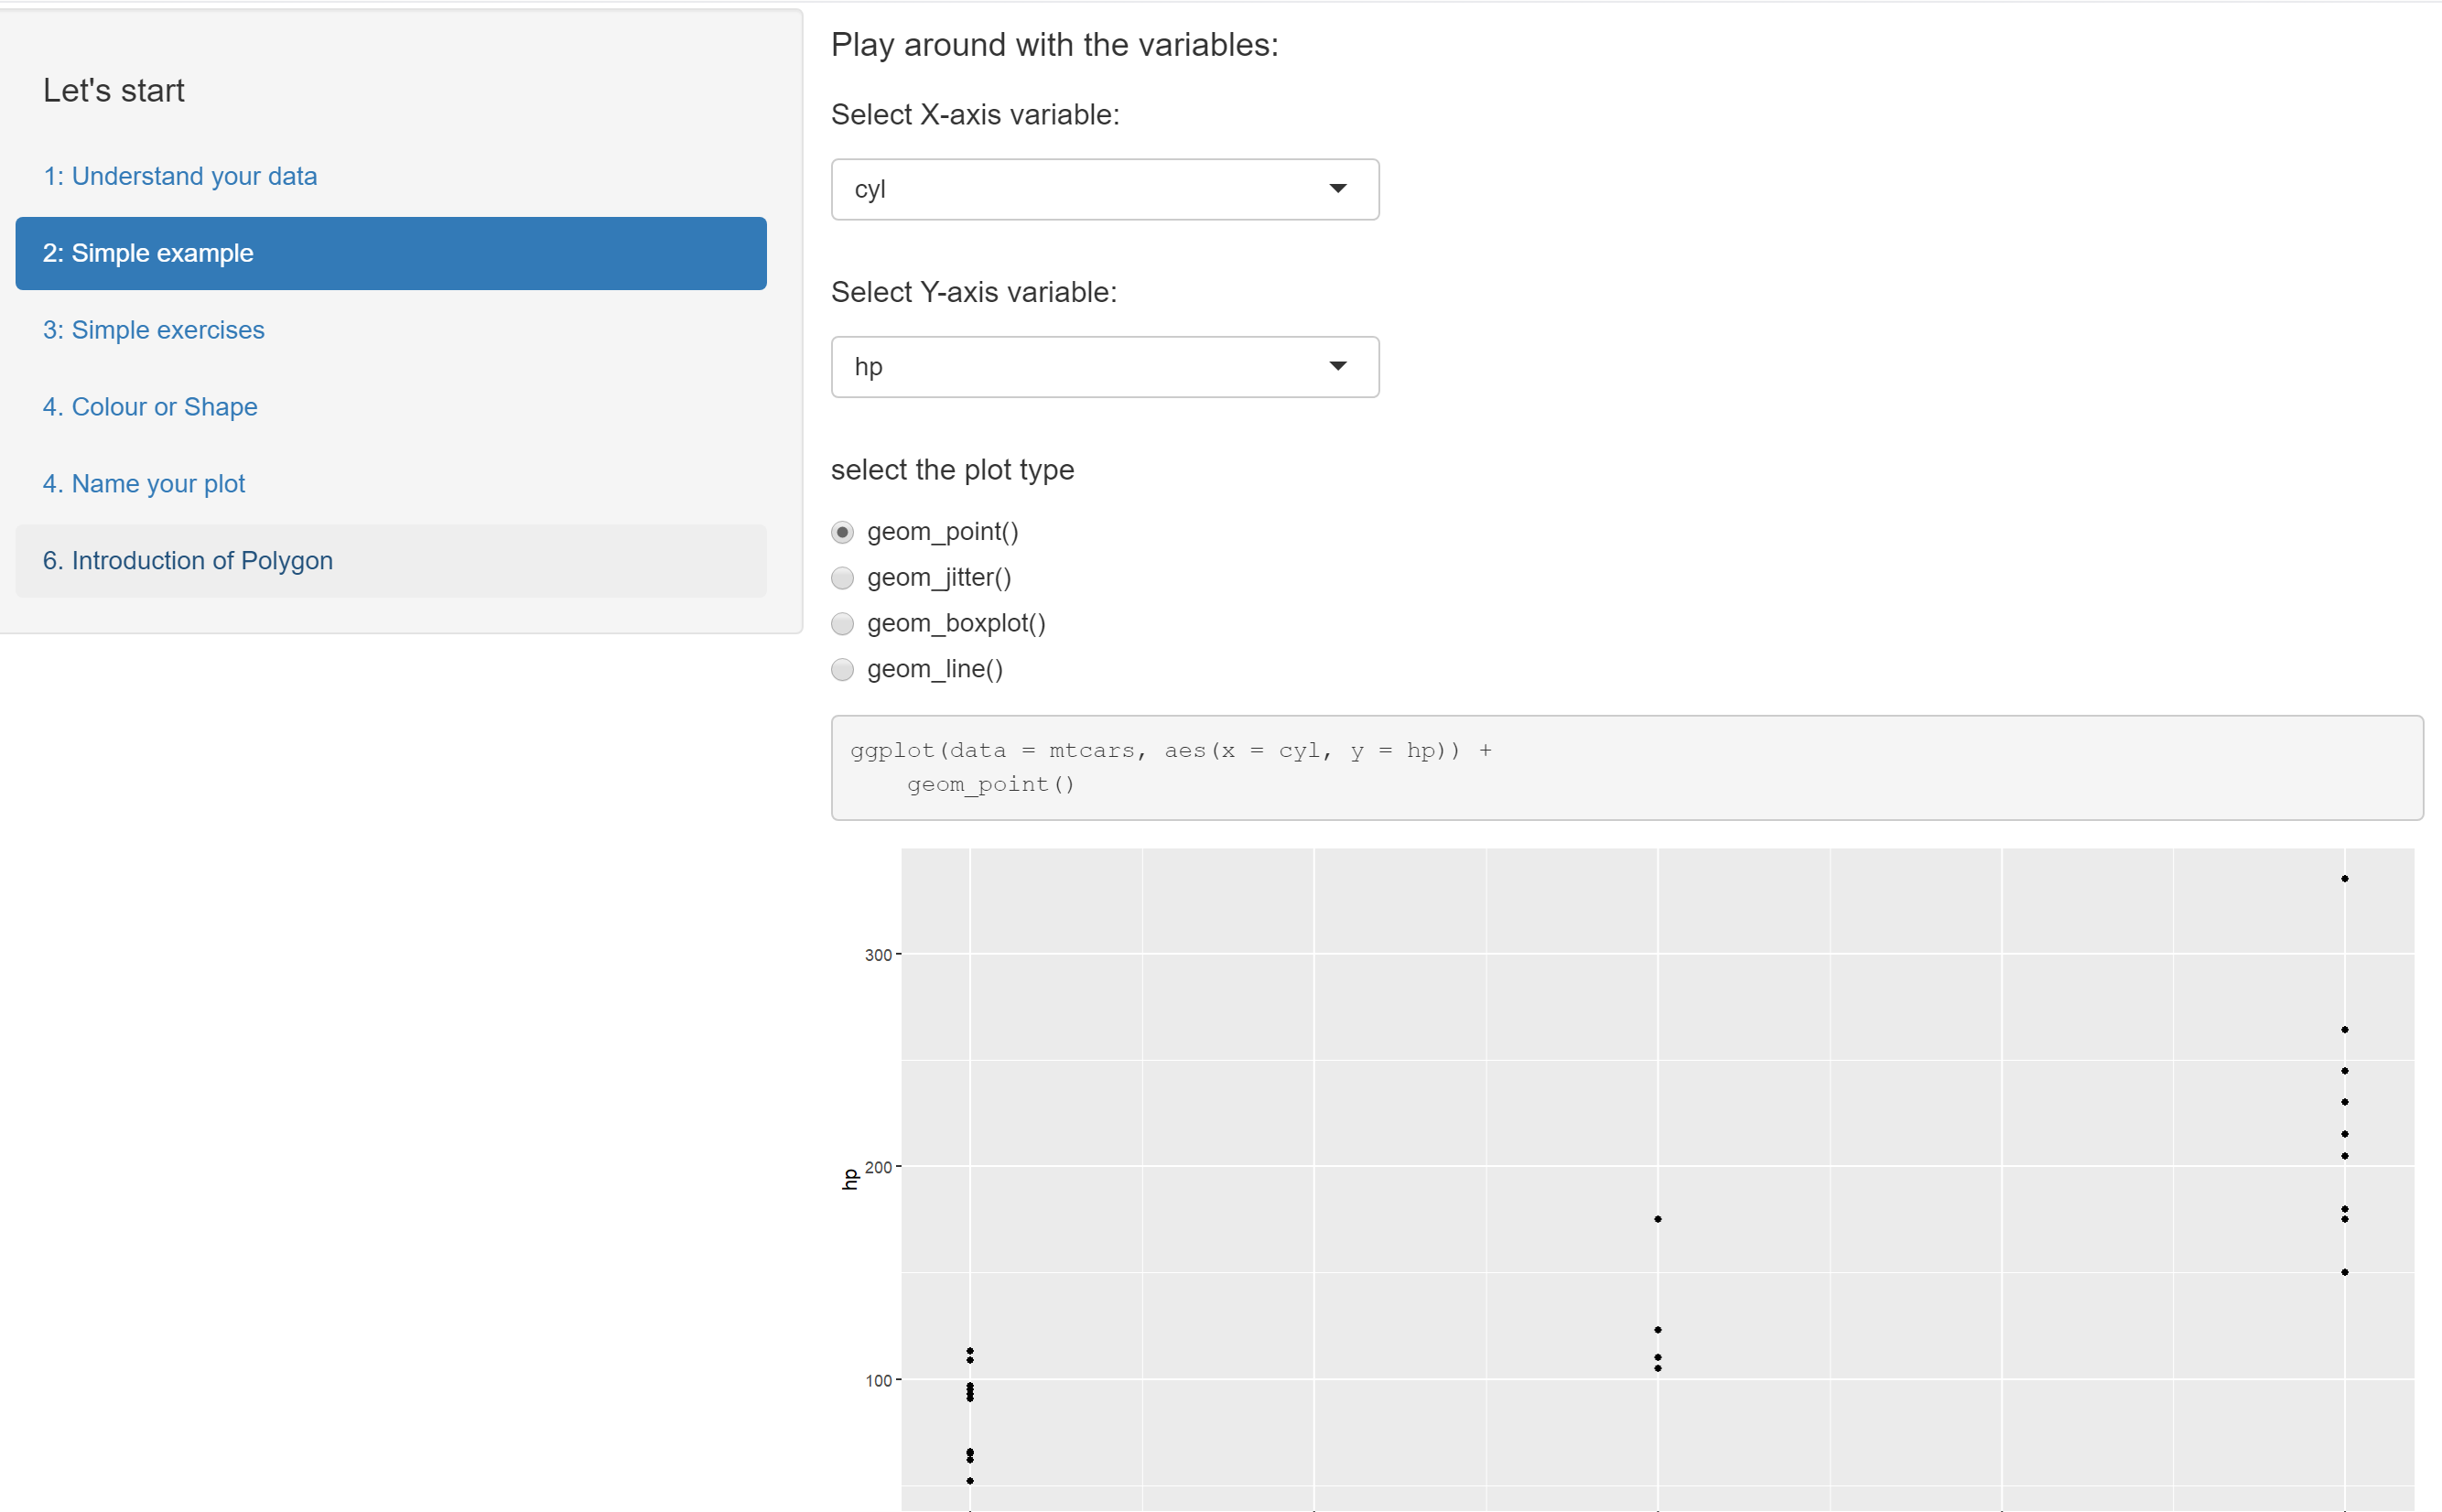 Let's start
1: Understand your data
2: Simple example
3: Simple exercises
4. Colour or Shape
4. Name your plot
6. Introduction of Polygon
Play around with the variables:
Select X-axis variable:
cyl
Select Y-axis variable:
hp
select the plot type
geom_point()
geom_jitter()
geom_boxplot()
geom_line()
ggplot(data = mtcars, aes(x = cyl, y = hp)) +
    geom_point()
300
200
100
hp